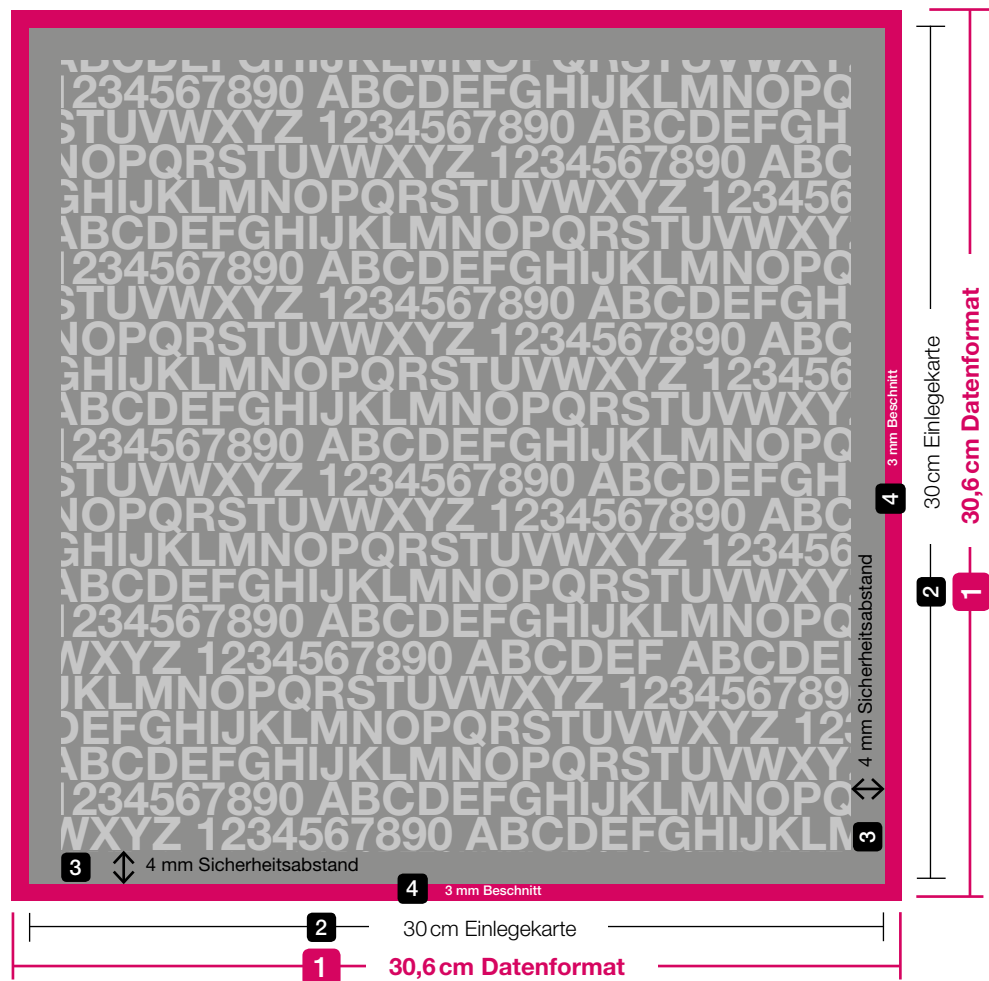 ABCDEFGHIJKLMNOPQRSTUVWXY
1234567890 ABCDEFGHIJKLMNOPQ
STUVWXYZ 1234567890 ABCDEFGH
NOPQRSTUVWXYZ 1234567890 ABC
GHIJKLMNOPQRSTUVWXYZ 123456
ABCDEFGHIJKLMNOPQRSTUVWXY
1234567890 ABCDEFGHIJKLMNOPQ
STUVWXYZ 1234567890 ABCDEFGH
NOPQRSTUVWXYZ 1234567890 ABC
GHIJKLMNOPQRSTUVWXYZ 123456
ABCDEFGHIJKLMNOPQRSTUVWXY
1234567890 ABCDEFGHIJKLMNOPQ
STUVWXYZ 1234567890 ABCDEFGH
NOPQRSTUVWXYZ 1234567890 ABC
GHIJKLMNOPQRSTUVWXYZ 123456
ABCDEFGHIJKLMNOPQRSTUVWXY
1234567890 ABCDEFGHIJKLMNOPQ
WXYZ 1234567890 ABCDEF ABCDE
JKLMNOPQRSTUVWXYZ 123456789
DEFGHIJKLMNOPQRSTUVWXYZ 123
ABCDEFGHIJKLMNOPQRSTUVWXY
1234567890 ABCDEFGHIJKLMNOPQ
WXYZ 1234567890 ABCDEFGHIJKLM
3 4 mm Sicherheitsabstand
4 3 mm Beschnitt
2 30 cm Einlegekarte
1 30,6 cm Datenformat
3 4 mm Sicherheitsabstand
4 3 mm Beschnitt
2 30 cm Einlegekarte
1 30,6 cm Datenformat